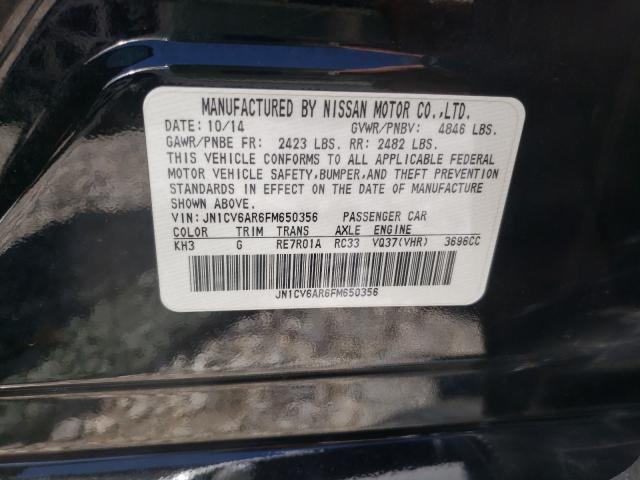 MANUFACTURED BY NISSAN MOTOR CO.,LTD.
DATE: 10/14 GVWR/PNBV: 4846 LBS.
GAWR/PNBE FR: 2423 LBS. RR: 2482 LBS.
THIS VEHICLE CONFORMS TO ALL APPLICABLE FEDERAL
MOTOR VEHICLE SAFETY,BUMPER,AND THEFT PREVENTION
STANDARDS IN EFFECT ON THE DATE OF MANUFACTURE
SHOWN ABOVE.
VIN: JN1CV6AR6FM650356 PASSENGER CAR
COLOR TRIM TRANS AXLE ENGINE
KH3 G RE7R01A RC33 VQ37(VHR) 3696CC
JN1CV6AR6FM650356